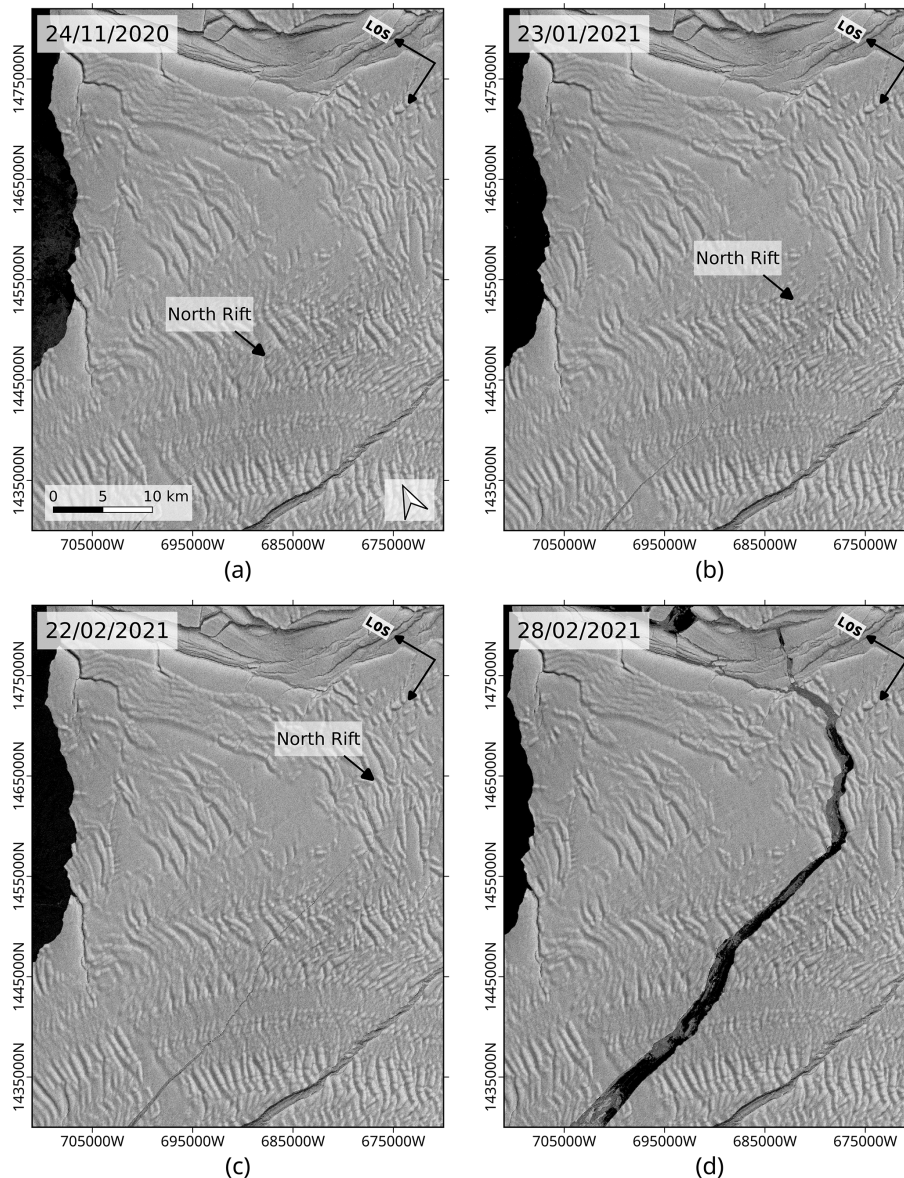 24/11/2020
Los
1475000N
1465000N
1455000N
1445000N
1435000N
North Rift
0 5 10 km
705000W 695000W 685000W 675000W
(a)
23/01/2021
Los
1475000N
1465000N
1455000N
1445000N
1435000N
North Rift
705000W 695000W 685000W 675000W
(b)
22/02/2021
Los
1475000N
1465000N
1455000N
1445000N
1435000N
North Rift
705000W 695000W 685000W 675000W
(c)
28/02/2021
Los
1475000N
1465000N
1455000N
1445000N
1435000N
705000W 695000W 685000W 675000W
(d)